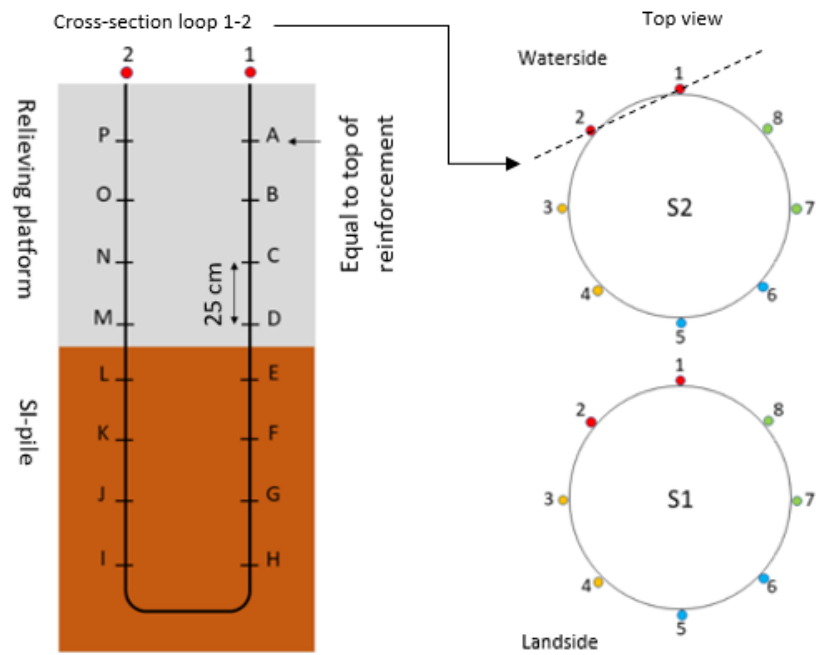 Cross-section loop 1-2
Top view
2
1
Relieving platform
SI-pile
P
A
O
B
N
C
M
D
25 cm
L
E
K
F
J
G
I
H
Equal to top of
reinforcement
Waterside
1
2
8
3
S2
7
4
6
5
1
2
8
3
S1
7
4
6
5
Landside